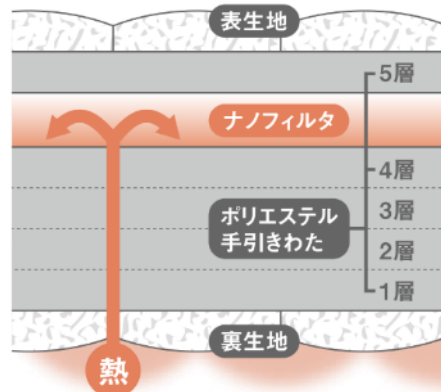 表生地
5層
ナノフィルタ
4層
ポリエステル
手引きわた
3層
2層
1層
裏生地
熱